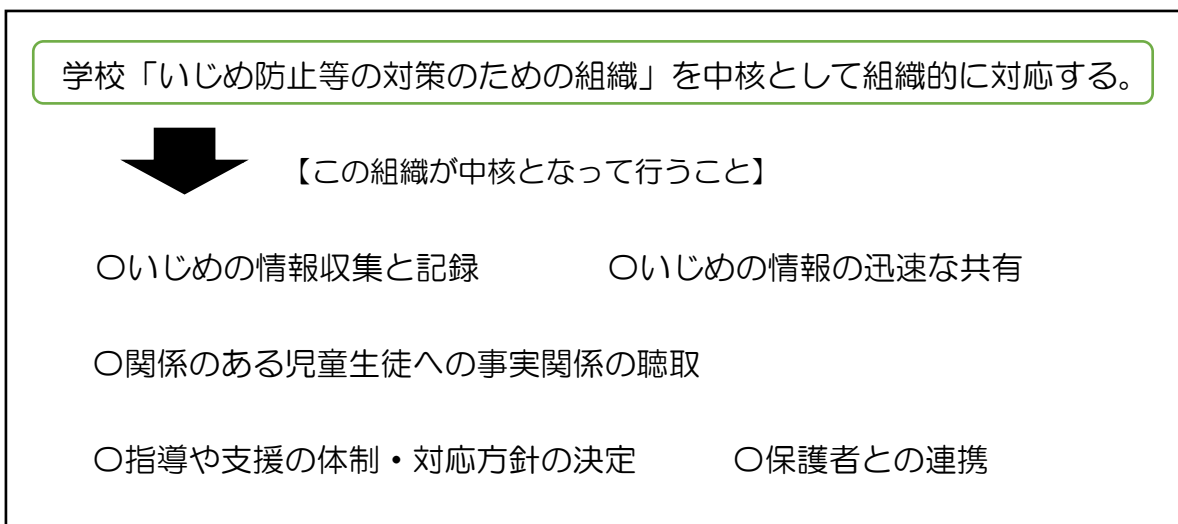 学校「いじめ防止等の対策のための組織」を中核として組織的に対応する。
【この組織が中核となって行うこと】
〇いじめの情報収集と記録　〇いじめの情報の迅速な共有
〇関係のある児童生徒への事実関係の聴取
〇指導や支援の体制・対応方針の決定　〇保護者との連携